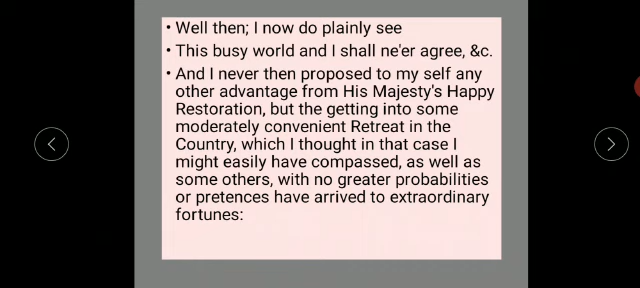 • Well then; I now do plainly see
• This busy world and I shall ne'er agree, &c.
• And I never then proposed to my self any
other advantage from His Majesty's Happy
Restoration, but the getting into some
moderately convenient Retreat in the
Country, which I thought in that case I
might easily have compassed, as well as
some others, with no greater probabilities
or pretences have arrived to extraordinary
fortunes: